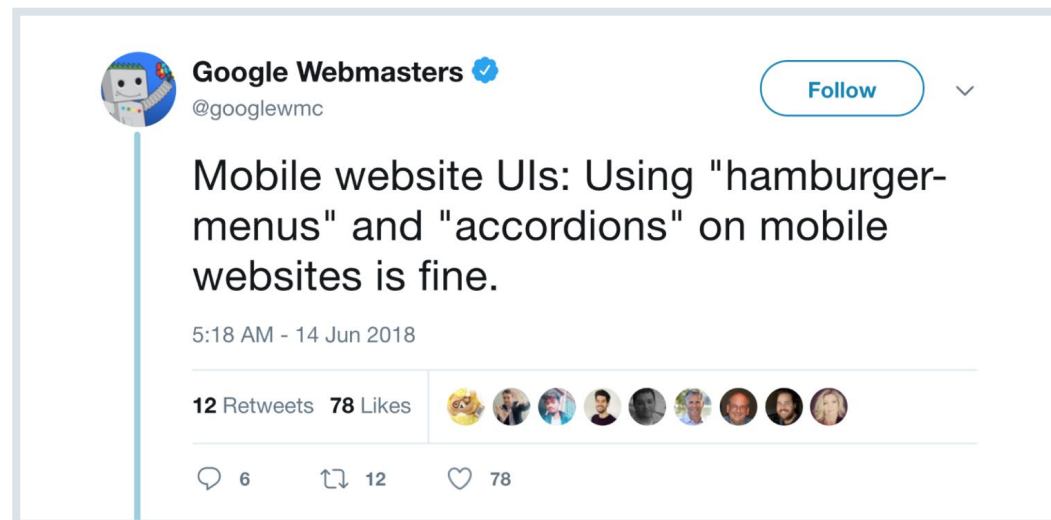 Google Webmasters
@googlewmc
Follow
Mobile website UIs: Using "hamburger-
menus" and "accordions" on mobile
websites is fine.
5:18 AM - 14 Jun 2018
12 Retweets 78 Likes
6 12 78